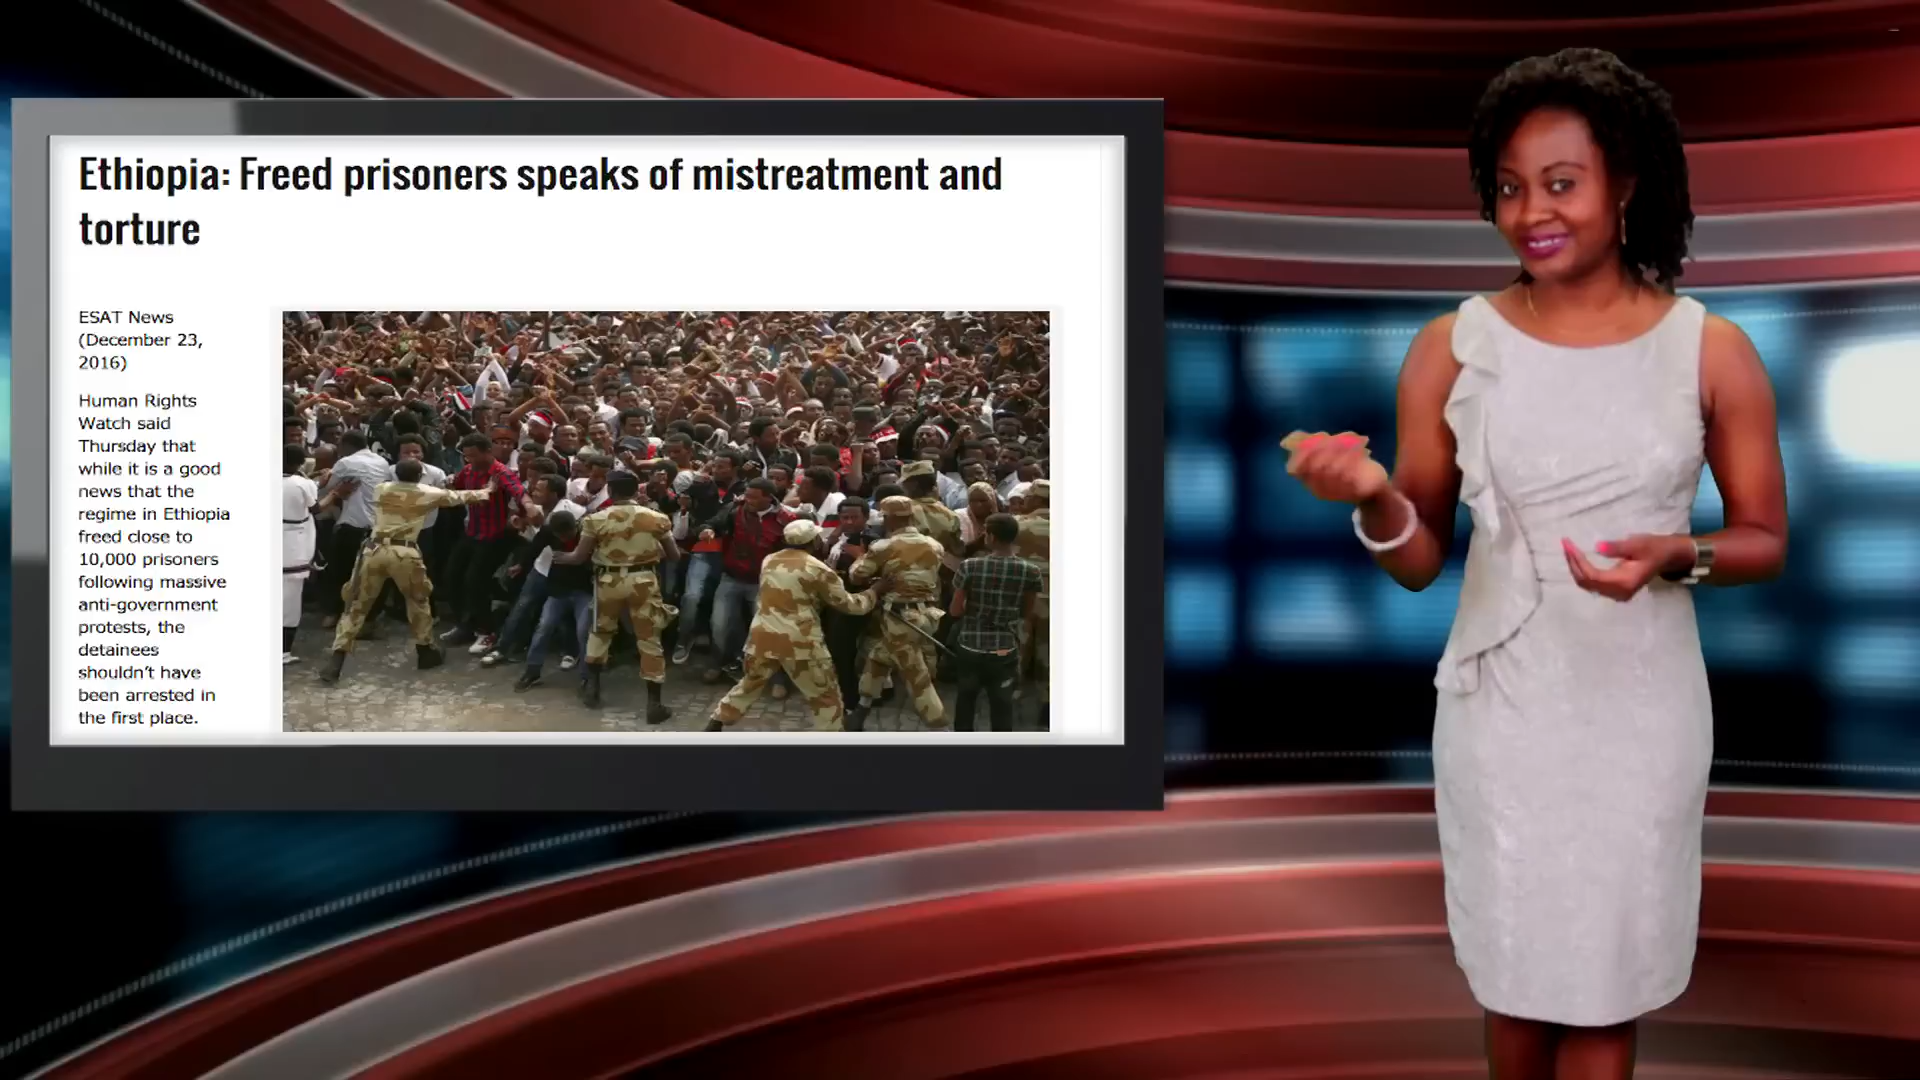 Ethiopia: Freed prisoners speaks of mistreatment and
torture
ESAT News
(December 23,
2016)
Human Rights
Watch said
Thursday that
while it is a good
news that the
regime in Ethiopia
freed close to
10,000 prisoners
following massive
anti-government
protests, the
detainees
shouldn’t have
been arrested in
the first place.